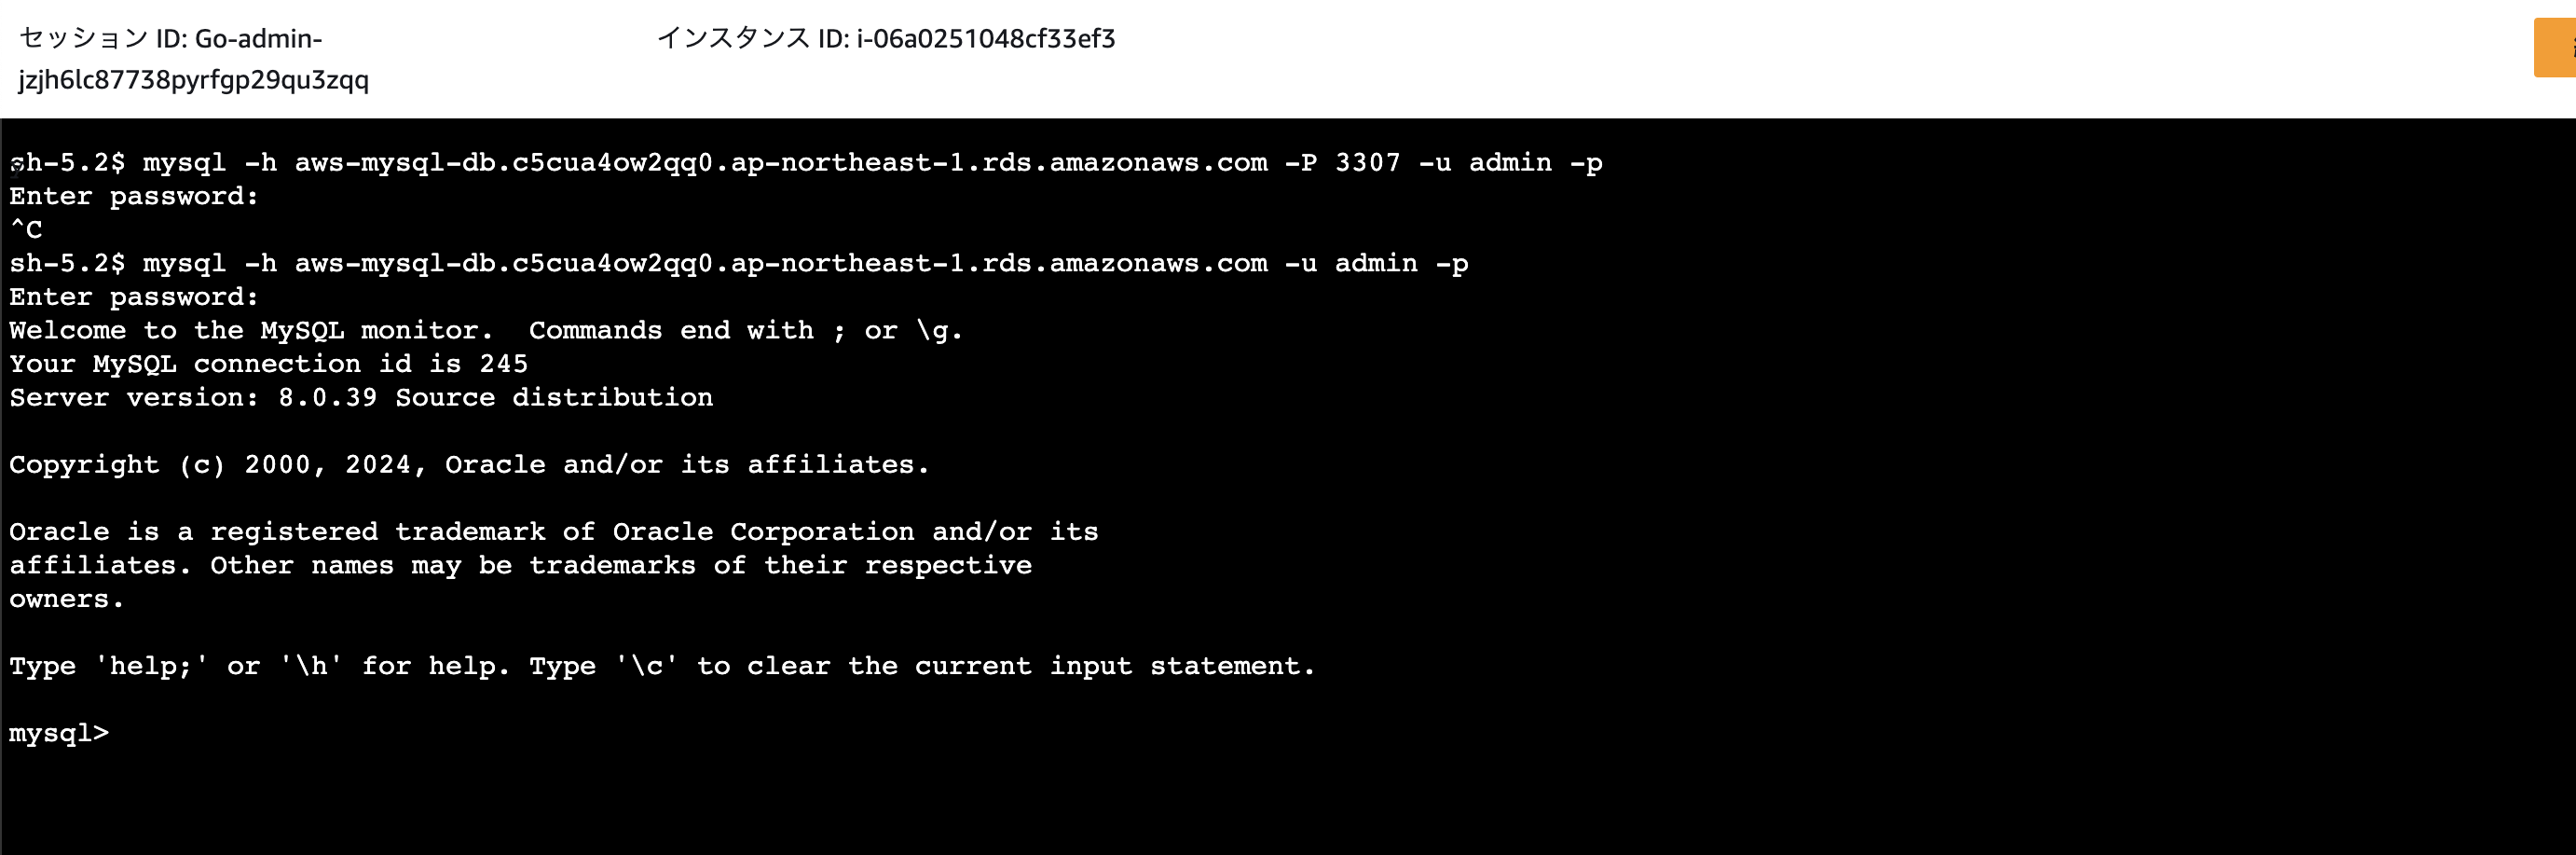 セッション ID: Go-admin-
jzjh6lc87738pyrfgp29qu3zqq
インスタンス ID: i-06a0251048cf33ef3
sh-5.2$ mysql -h aws-mysql-db.c5cua4ow2qq0.ap-northeast-1.rds.amazonaws.com -P 3307 -u admin -p
Enter password:
^C
sh-5.2$ mysql -h aws-mysql-db.c5cua4ow2qq0.ap-northeast-1.rds.amazonaws.com -u admin -p
Enter password:
Welcome to the MySQL monitor.  Commands end with ; or \g.
Your MySQL connection id is 245
Server version: 8.0.39 Source distribution
Copyright (c) 2000, 2024, Oracle and/or its affiliates.
Oracle is a registered trademark of Oracle Corporation and/or its
affiliates. Other names may be trademarks of their respective
owners.
Type 'help;' or '\h' for help. Type '\c' to clear the current input statement.
mysql>